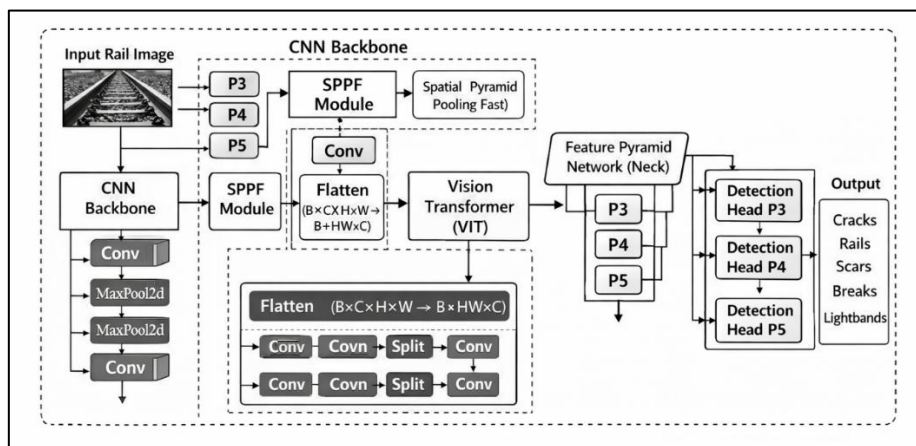 CNN Backbone
Input Rail Image
P3
P4
P5
SPPF
Module
Spatial Pyramid
Pooling Fast)
Conv
CNN
Backbone
SPPF
Module
Flatten
(B×CXH×W→
B+HW×C)
Vision
Transformer
(VIT)
Feature Pyramid
Network (Neck)
P3
P4
P5
Detection
Head P3
Detection
Head P4
Detection
Head P5
Output
Cracks
Rails
Scars
Breaks
Lightbands
Conv
MaxPool2d
MaxPool2d
Conv
Flatten (B×C×H×W → B×HW×C)
Conv Covn Split Conv
Conv Covn Split Conv